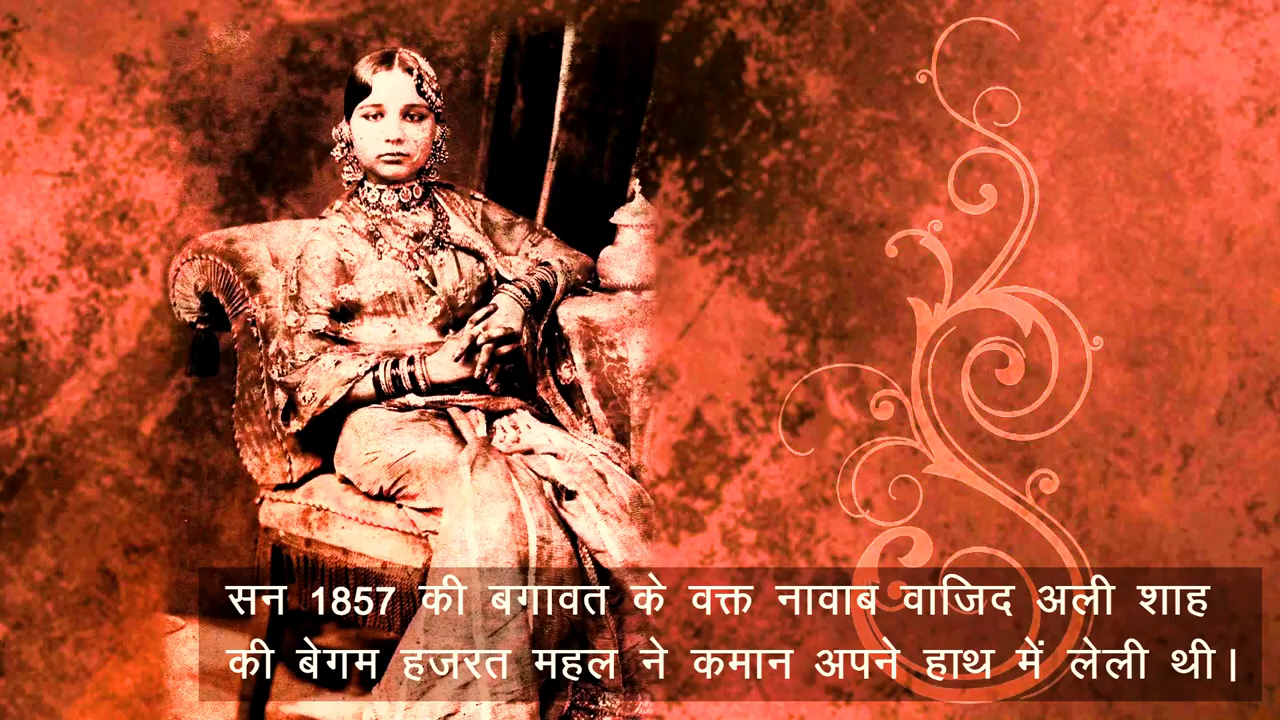 सन 1857 की बगावत के वक्त नावाब वाजिद अली शाह
की बेगम हजरत महल ने कमान अपने हाथ में लेली थी।